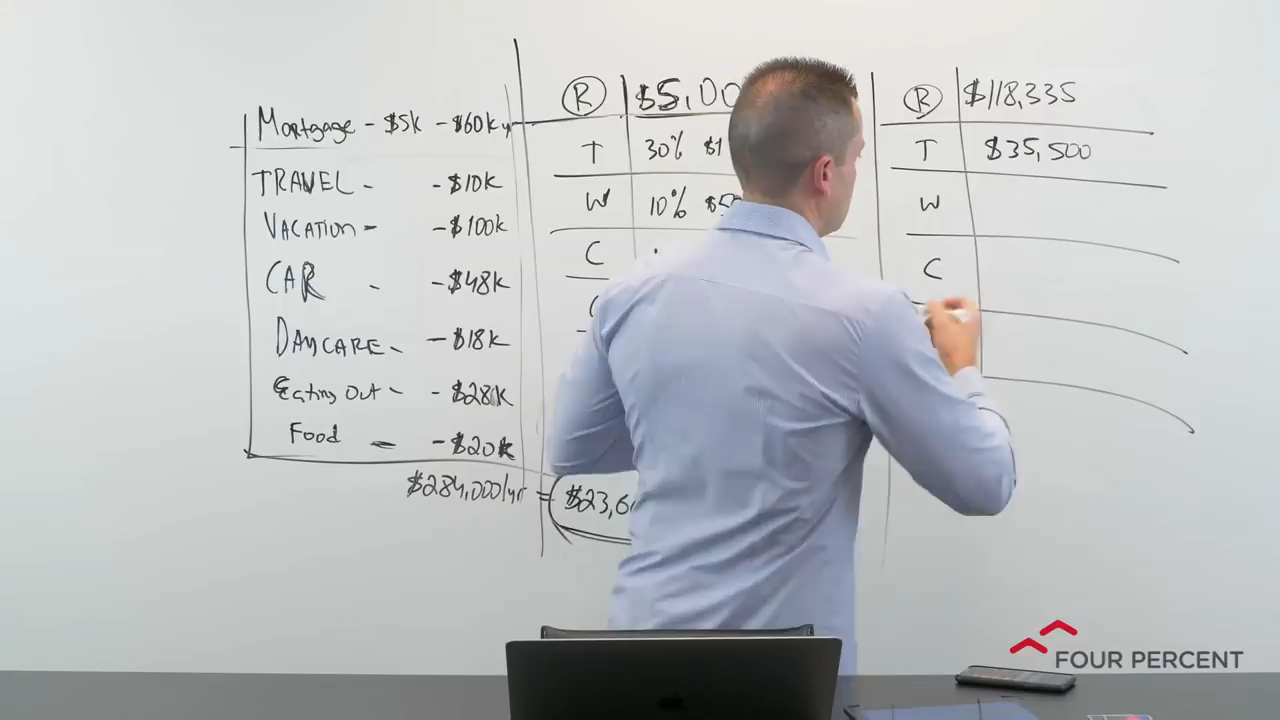 Mortgage - $5k - $60k
TRAVEL - - $10k
VACATION - - $100k
CAR - - $48k
DAYCARE - - $18k
Eating Out - - $28k
Food - - $20k
$284,000/yr =
R $5,00
T 30% $1
W 10%
C
R $118,335
T $35,500
W
C
FOUR PERCENT